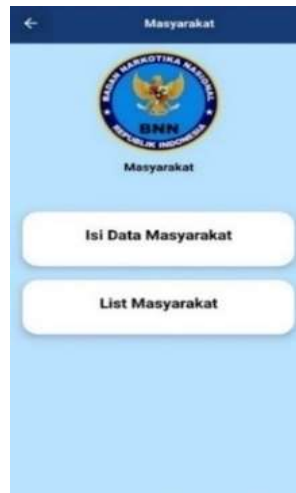 Masyarakat
BADAN NARKOTIKA NASIONAL
BNN
REPUBLIK INDONESIA
Masyarakat
Isi Data Masyarakat
List Masyarakat